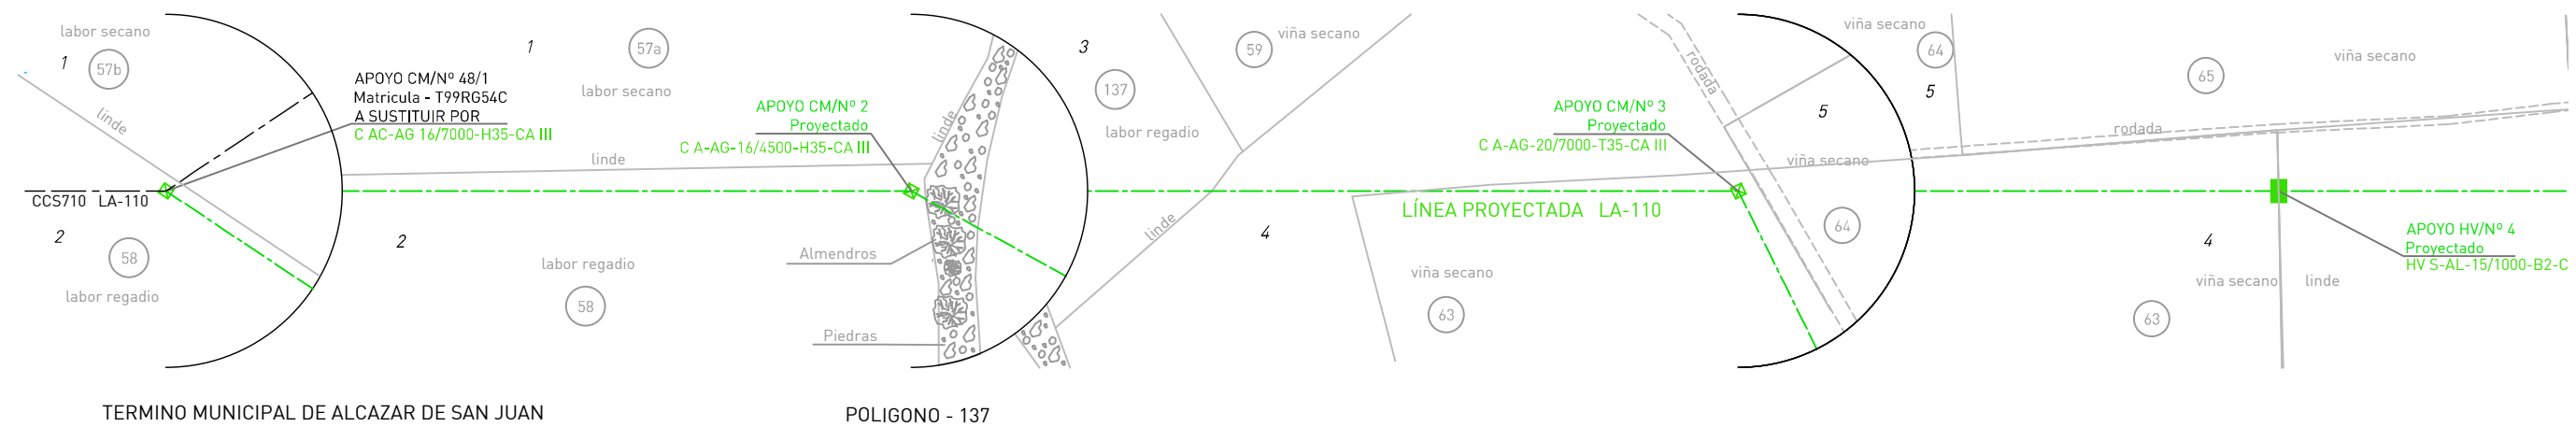 labor secano
1
57b
linde
CCS710 LA-110
2
58
labor regadio
APOYO CM/Nº 48/1
Matricula - T99RG54C
A SUSTITUIR POR
C AC-AG 16/7000-H35-CA III
1
57a
labor secano
linde
2
labor regadio
58
APOYO CM/Nº 2
Proyectado
C A-AG-16/4500-H35-CA III
linde
Almendros
Piedras
3
137
labor regadio
59
viña secano
linde
4
LÍNEA PROYECTADA LA-110
viña secano
63
APOYO CM/Nº 3
Proyectado
C A-AG-20/7000-T35-CA III
rodada
viña secano
5
64
viña secano
64
5
65
viña secano
rodada
4
viña secano
linde
63
APOYO HV/Nº 4
Proyectado
HV S-AL-15/1000-B2-C
TERMINO MUNICIPAL DE ALCAZAR DE SAN JUAN
POLIGONO - 137